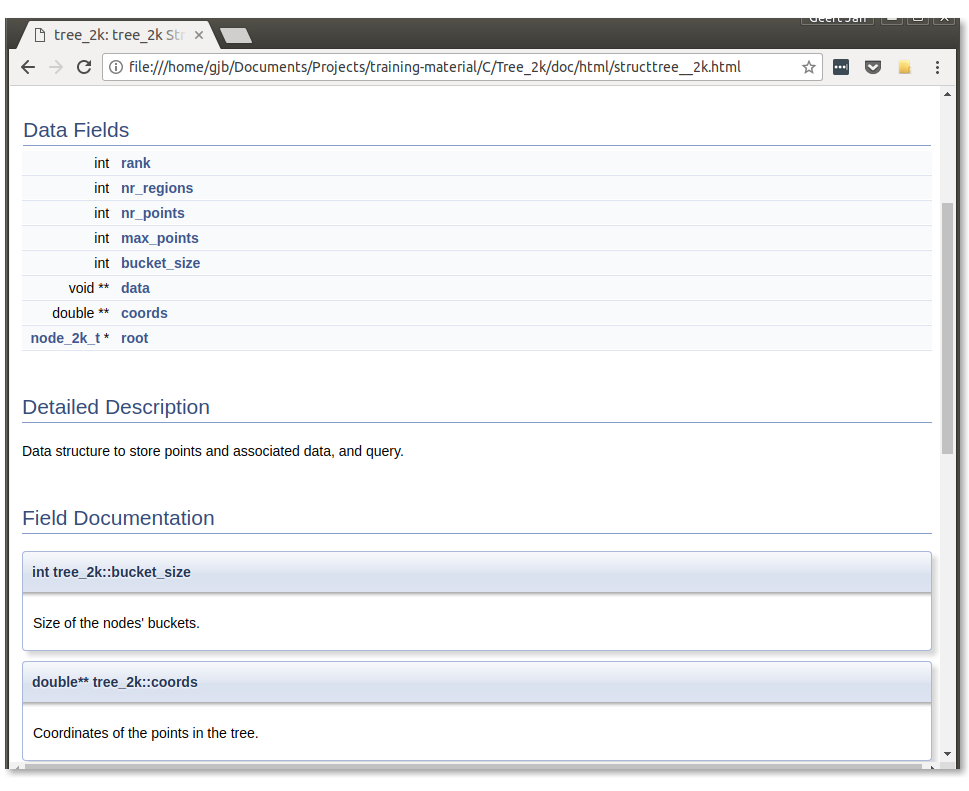 Geert Jan
tree_2k: tree_2k Str
file:///home/gjb/Documents/Projects/training-material/C/Tree_2k/doc/html/structtree__2k.html
Data Fields
int rank
int nr_regions
int nr_points
int max_points
int bucket_size
void ** data
double ** coords
node_2k_t * root
Detailed Description
Data structure to store points and associated data, and query.
Field Documentation
int tree_2k::bucket_size
Size of the nodes' buckets.
double** tree_2k::coords
Coordinates of the points in the tree.